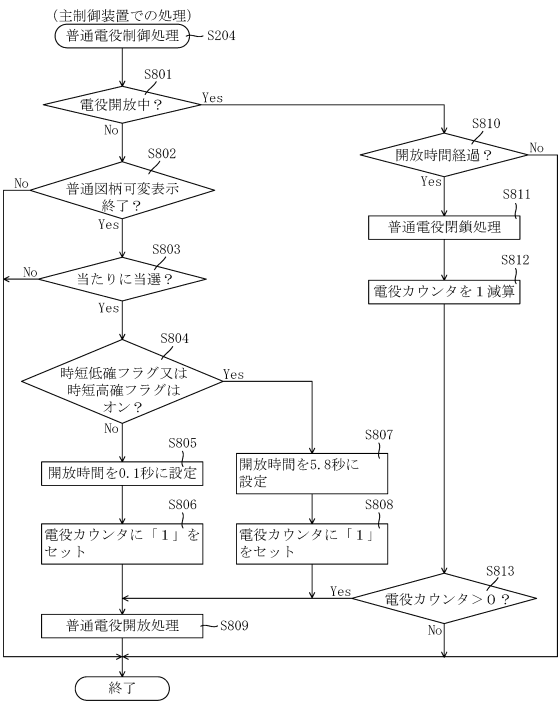 (主制御装置での処理)
普通電役制御処理
S204
S801
電役開放中？
Yes
No
S802
普通図柄可変表示
終了？
No
Yes
S803
当たりに当選？
No
Yes
S804
時短低確フラグ又は
時短高確フラグは
オン？
Yes
No
S805
開放時間を0.1秒に設定
S806
電役カウンタに「１」を
セット
S807
開放時間を5.8秒に
設定
S808
電役カウンタに「１」
をセット
普通電役開放処理
S809
S810
開放時間経過？
No
Yes
S811
普通電役閉鎖処理
S812
電役カウンタを１減算
S813
電役カウンタ＞０？
Yes
No
終了